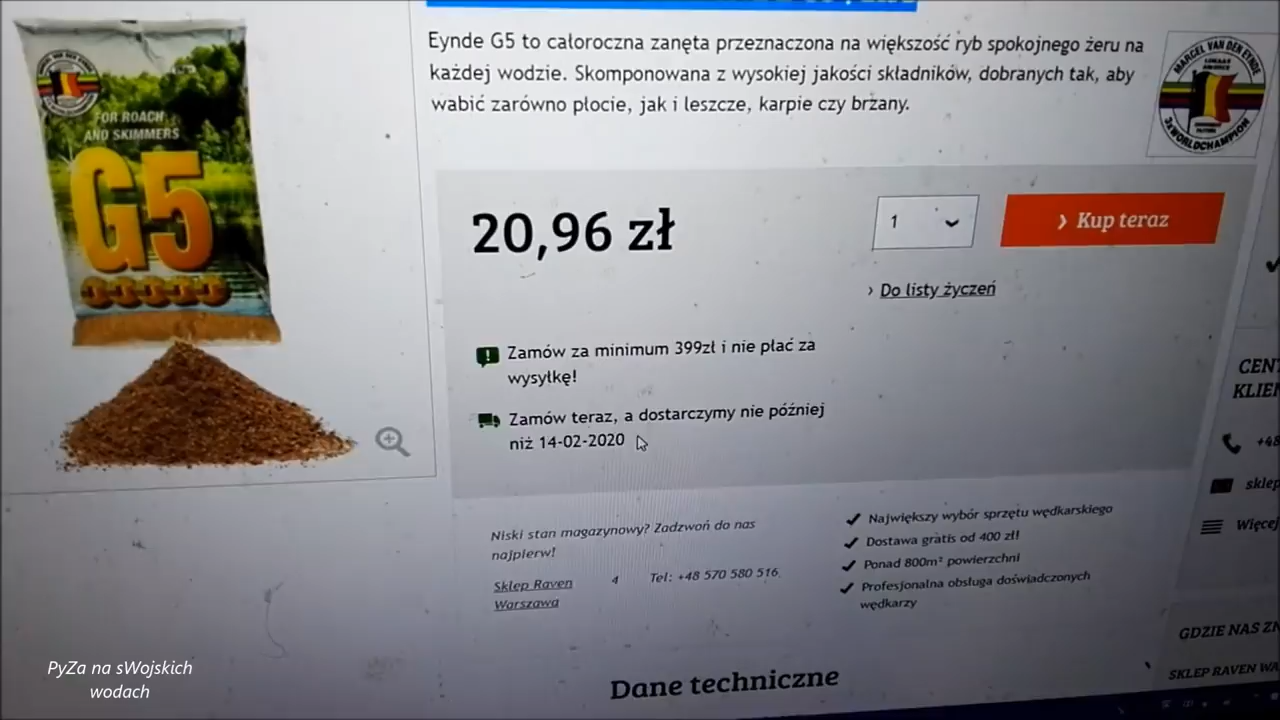 Eynde G5 to całoroczna zanęta przeznaczona na większość ryb spokojnego żeru na
każdej wodzie. Skomponowana z wysokiej jakości składników, dobranych tak, aby
wabić zarówno płocie, jak i leszcze, karpie czy brzany.
MARCEL VAN DEN EYNDE
3xWORLDCHAMPION
FOR ROACH
AND SKIMMERS
G5
20,96 zł
1
› Kup teraz
› Do listy życzeń
Zamów za minimum 399zł i nie płać za
wysyłkę!
Zamów teraz, a dostarczymy nie później
niż 14-02-2020
CENT
KLIEN
+48
sklep
Więcej
Niski stan magazynowy? Zadzwoń do nas
najpierw!
Sklep Raven 4 Tel: +48 570 580 516
Warszawa
Największy wybór sprzętu wędkarskiego
Dostawa gratis od 400 zł!
Ponad 800m² powierzchni
Profesjonalna obsługa doświadczonych
wędkarzy
GDZIE NAS ZN
SKLEP RAVEN WA
Dane techniczne
PyZa na sWojskich
wodach